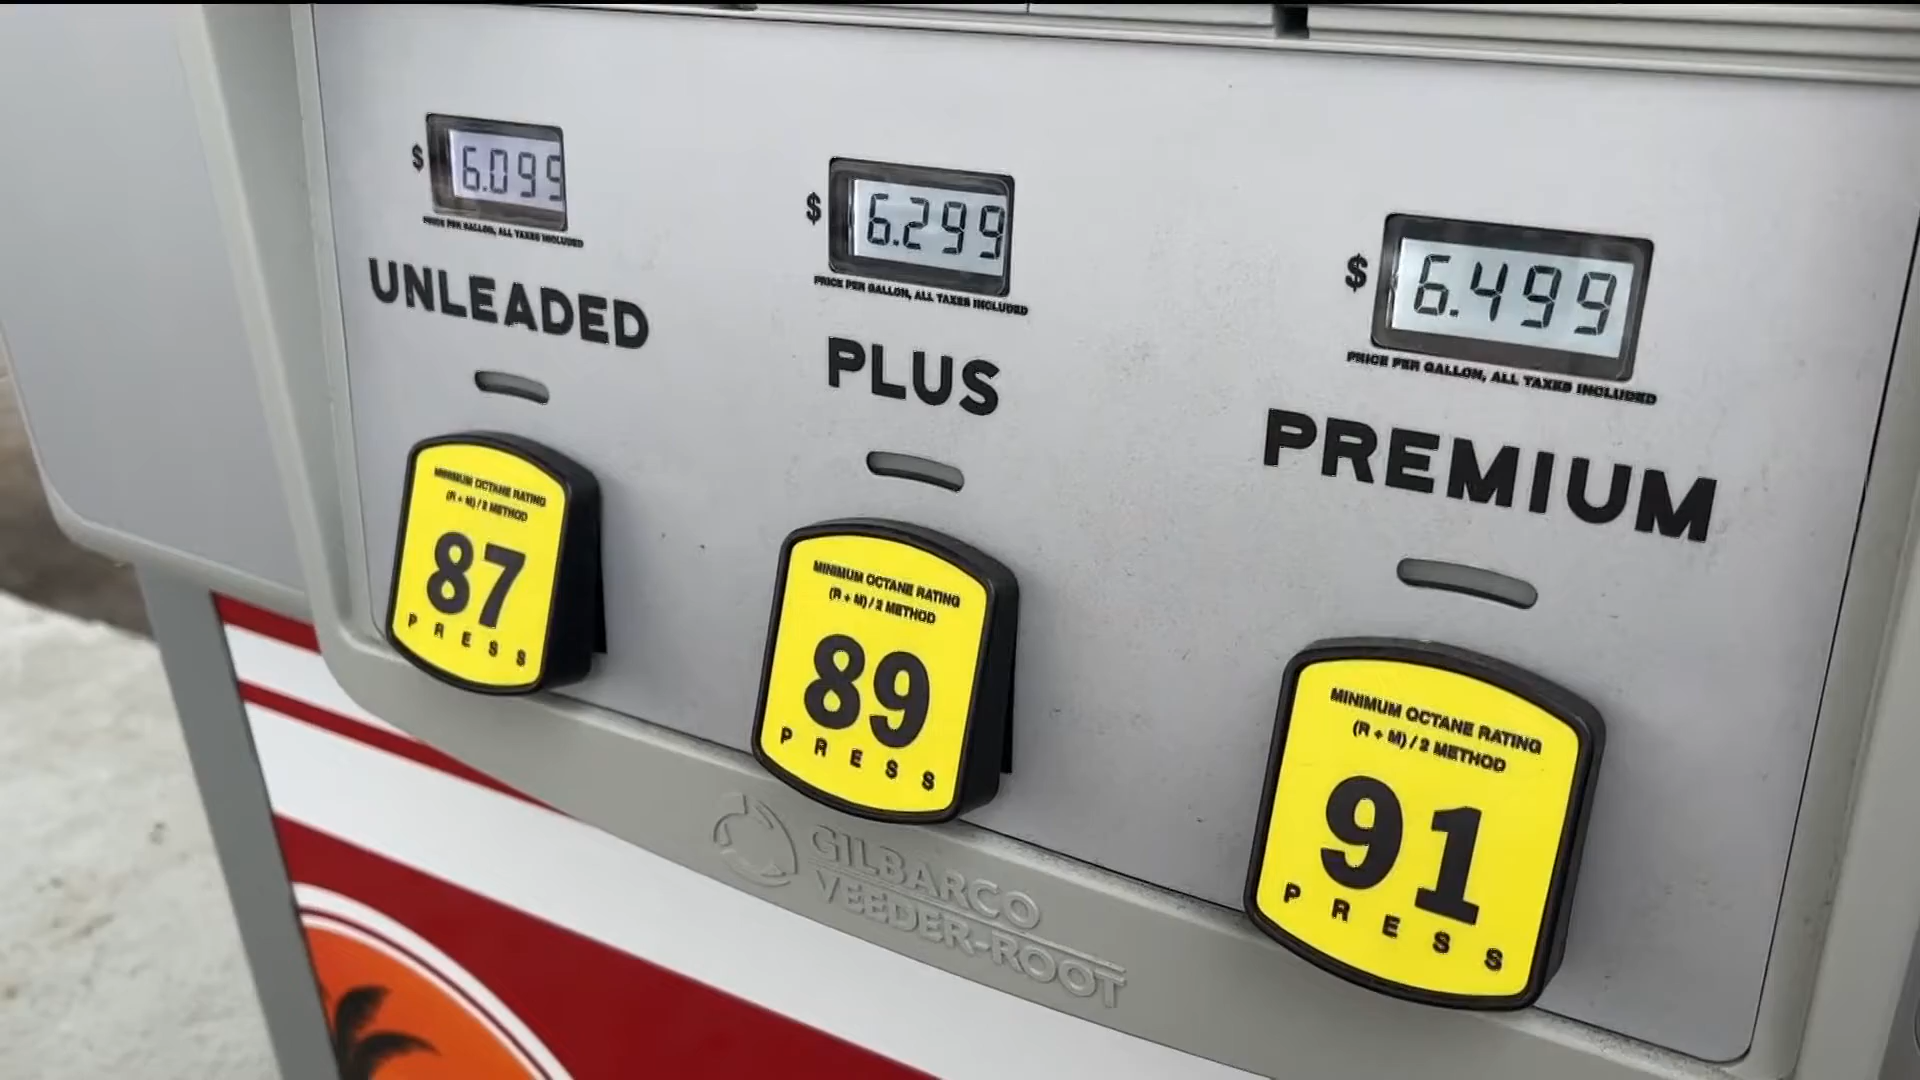 $ 6.099
PRICE PER GALLON, ALL TAXES INCLUDED
UNLEADED
MINIMUM OCTANE RATING
(R + M) / 2 METHOD
87
PRESS
$ 6.299
PRICE PER GALLON, ALL TAXES INCLUDED
PLUS
MINIMUM OCTANE RATING
(R + M) / 2 METHOD
89
PRESS
$ 6.499
PRICE PER GALLON, ALL TAXES INCLUDED
PREMIUM
MINIMUM OCTANE RATING
(R + M) / 2 METHOD
91
PRESS
GILBARCO
VEEDER-ROOT